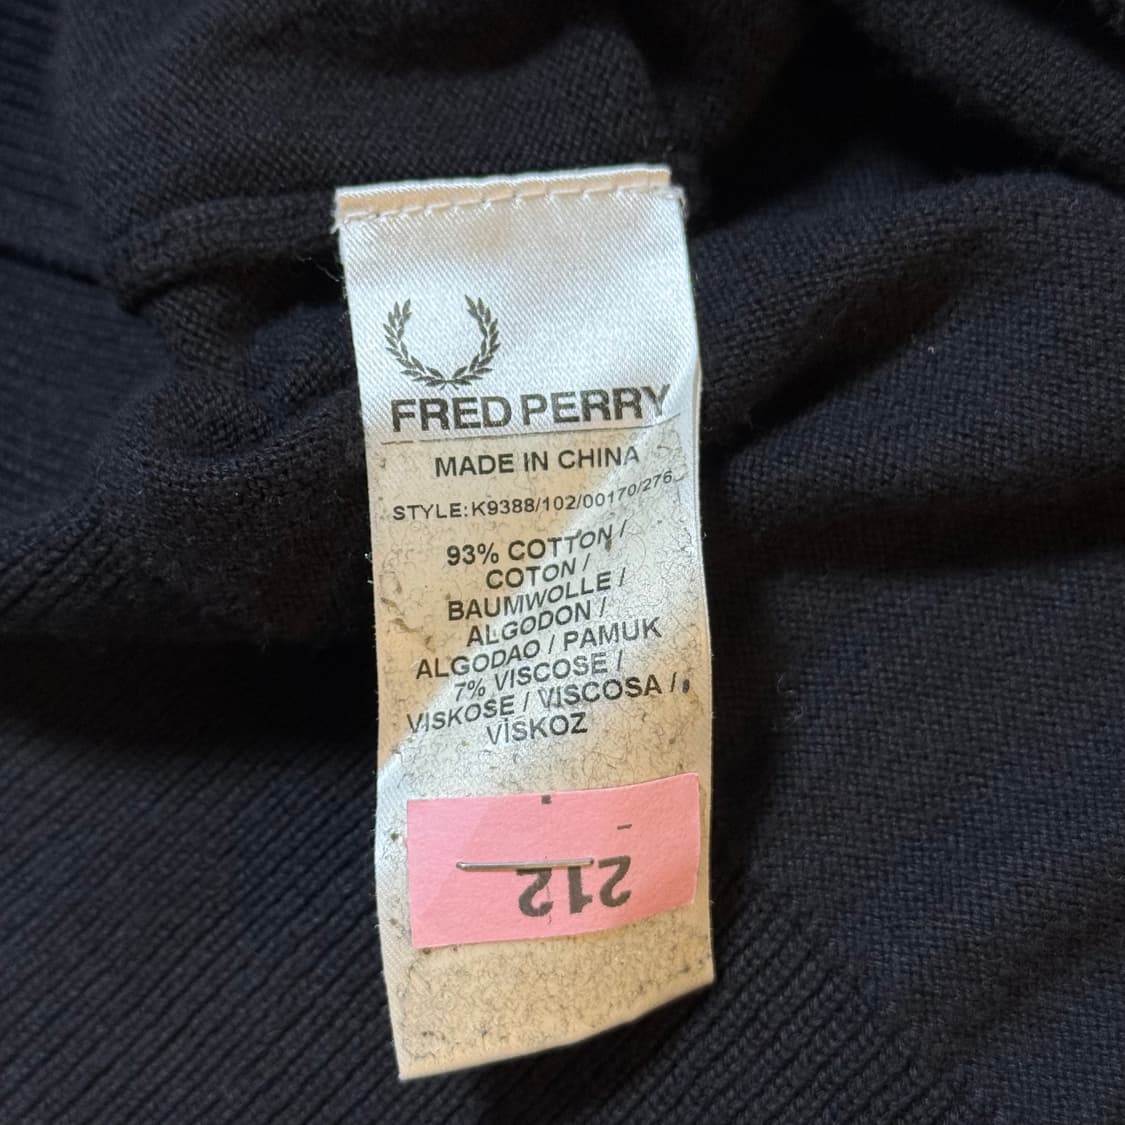 FRED PERRY
MADE IN CHINA
STYLE:K9388/102/00170/276
93% COTTON /
COTON /
BAUMWOLLE /
ALGODON /
ALGODAO / PAMUK
7% VISCOSE /
VISKOSE / VISCOSA /
VİSKOZ
212